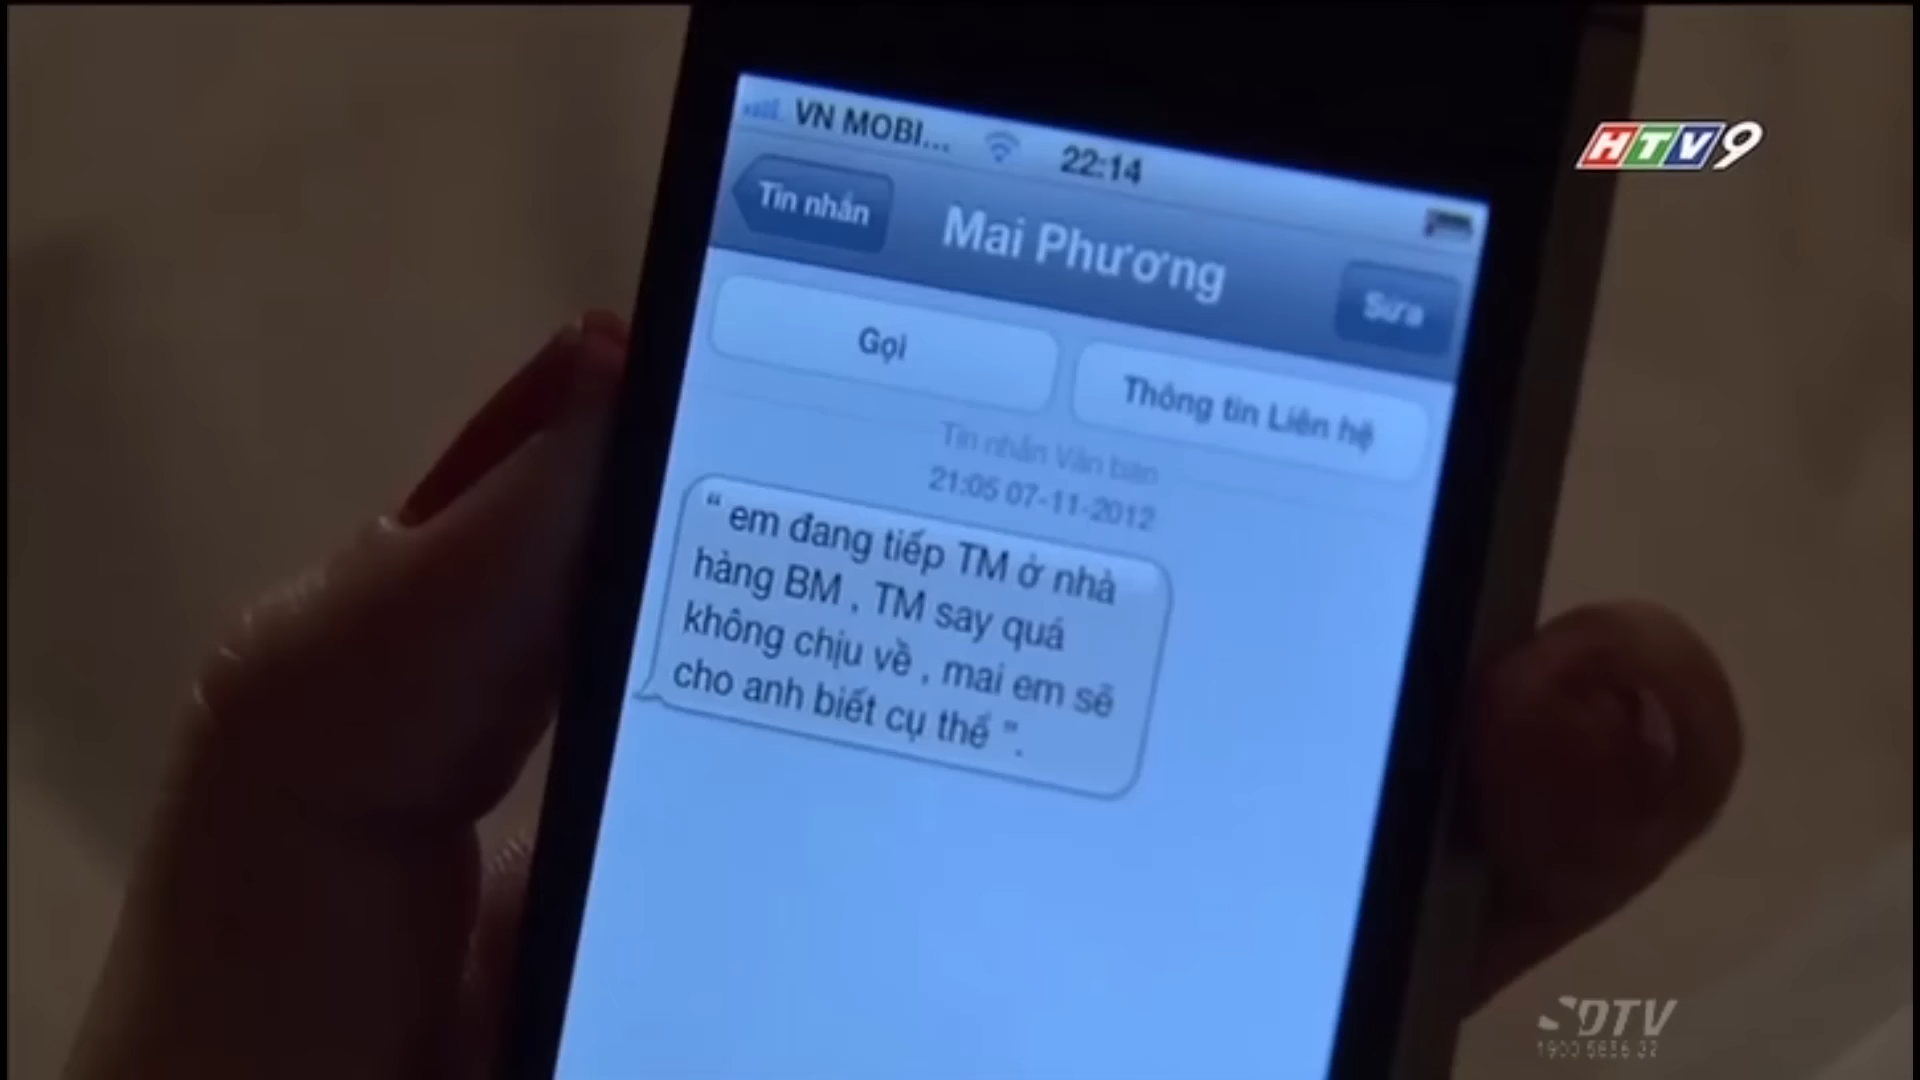 VN MOBI...
22:14
HTV9
Tin nhắn
Mai Phương
Sửa
Gọi
Thông tin Liên hệ
Tin nhắn Văn bản
21:05 07-11-2012
“ em đang tiếp TM ở nhà
hàng BM , TM say quá
không chịu về , mai em sẽ
cho anh biết cụ thể ”.
SDTV